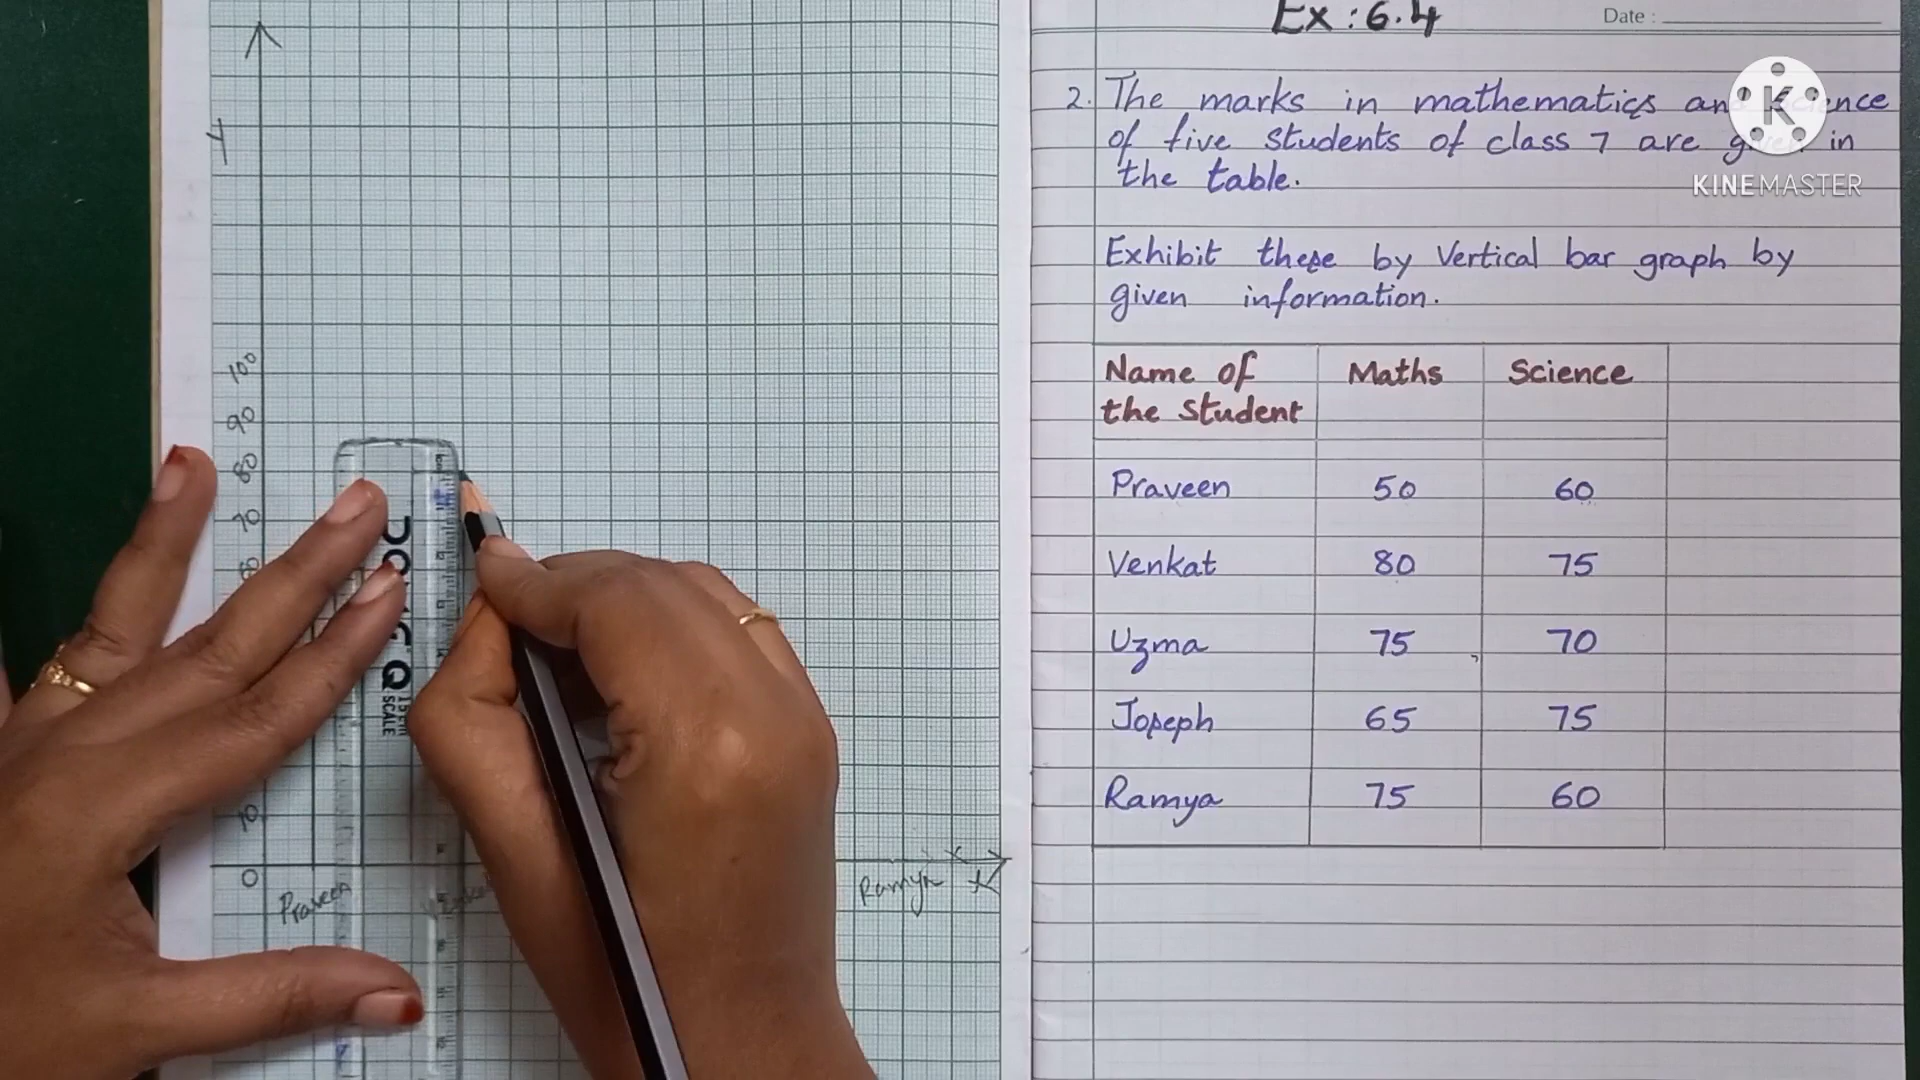 Ex : 6.4
Date :
2. The marks in mathematics and Science
of five students of class 7 are given in
the table.
Exhibit these by Vertical bar graph by
given information.
Name of the Student Maths Science
Praveen 50 60
Venkat 80 75
Uzma 75 70
Joseph 65 75
Ramya 75 60
KINEMASTER
Y
100
90
80
70
60
10
0
Praveen
Ramya
X
SCALE